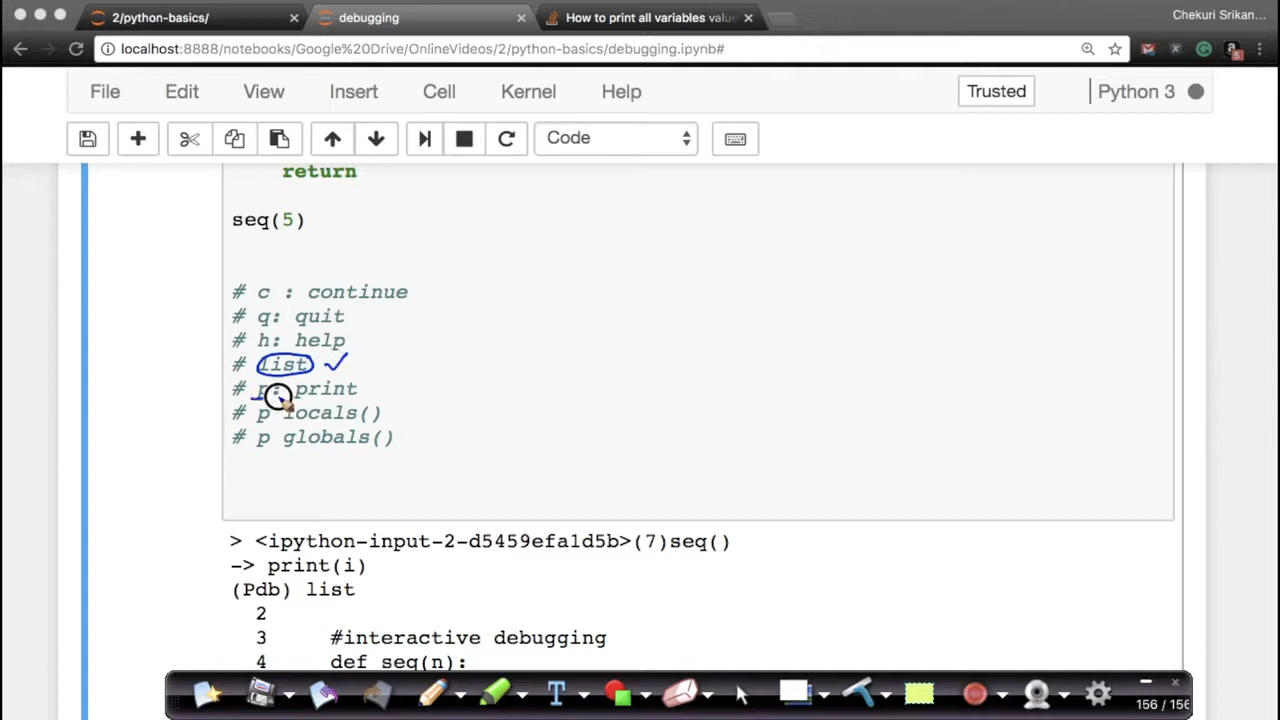 2/python-basics/
debugging
How to print all variables value
Chekuri Srikan...
localhost:8888/notebooks/Google%20Drive/OnlineVideos/2/python-basics/debugging.ipynb#
File Edit View Insert Cell Kernel Help Trusted Python 3
Code
return
seq(5)
# c : continue
# q: quit
# h: help
# list
# p: print
# p locals()
# p globals()
> <ipython-input-2-d5459efa1d5b>(7)seq()
-> print(i)
(Pdb) list
2
3 #interactive debugging
4 def seq(n):
156 / 156